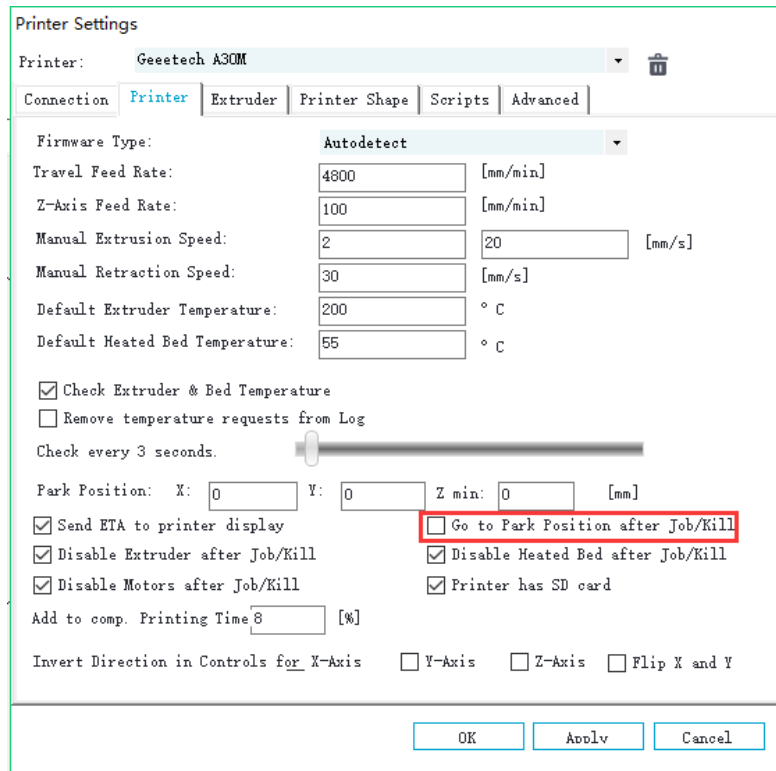 Printer Settings
Printer: Geeetech A30M
Connection Printer Extruder Printer Shape Scripts Advanced
Firmware Type: Autodetect
Travel Feed Rate: 4800 [mm/min]
Z-Axis Feed Rate: 100 [mm/min]
Manual Extrusion Speed: 2 20 [mm/s]
Manual Retraction Speed: 30 [mm/s]
Default Extruder Temperature: 200 ° C
Default Heated Bed Temperature: 55 ° C
Check Extruder & Bed Temperature
Remove temperature requests from Log
Check every 3 seconds.
Park Position: X: 0 Y: 0 Z min: 0 [mm]
Send ETA to printer display Go to Park Position after Job/Kill
Disable Extruder after Job/Kill Disable Heated Bed after Job/Kill
Disable Motors after Job/Kill Printer has SD card
Add to comp. Printing Time 8 [%]
Invert Direction in Controls for X-Axis Y-Axis Z-Axis Flip X and Y
OK Apply Cancel